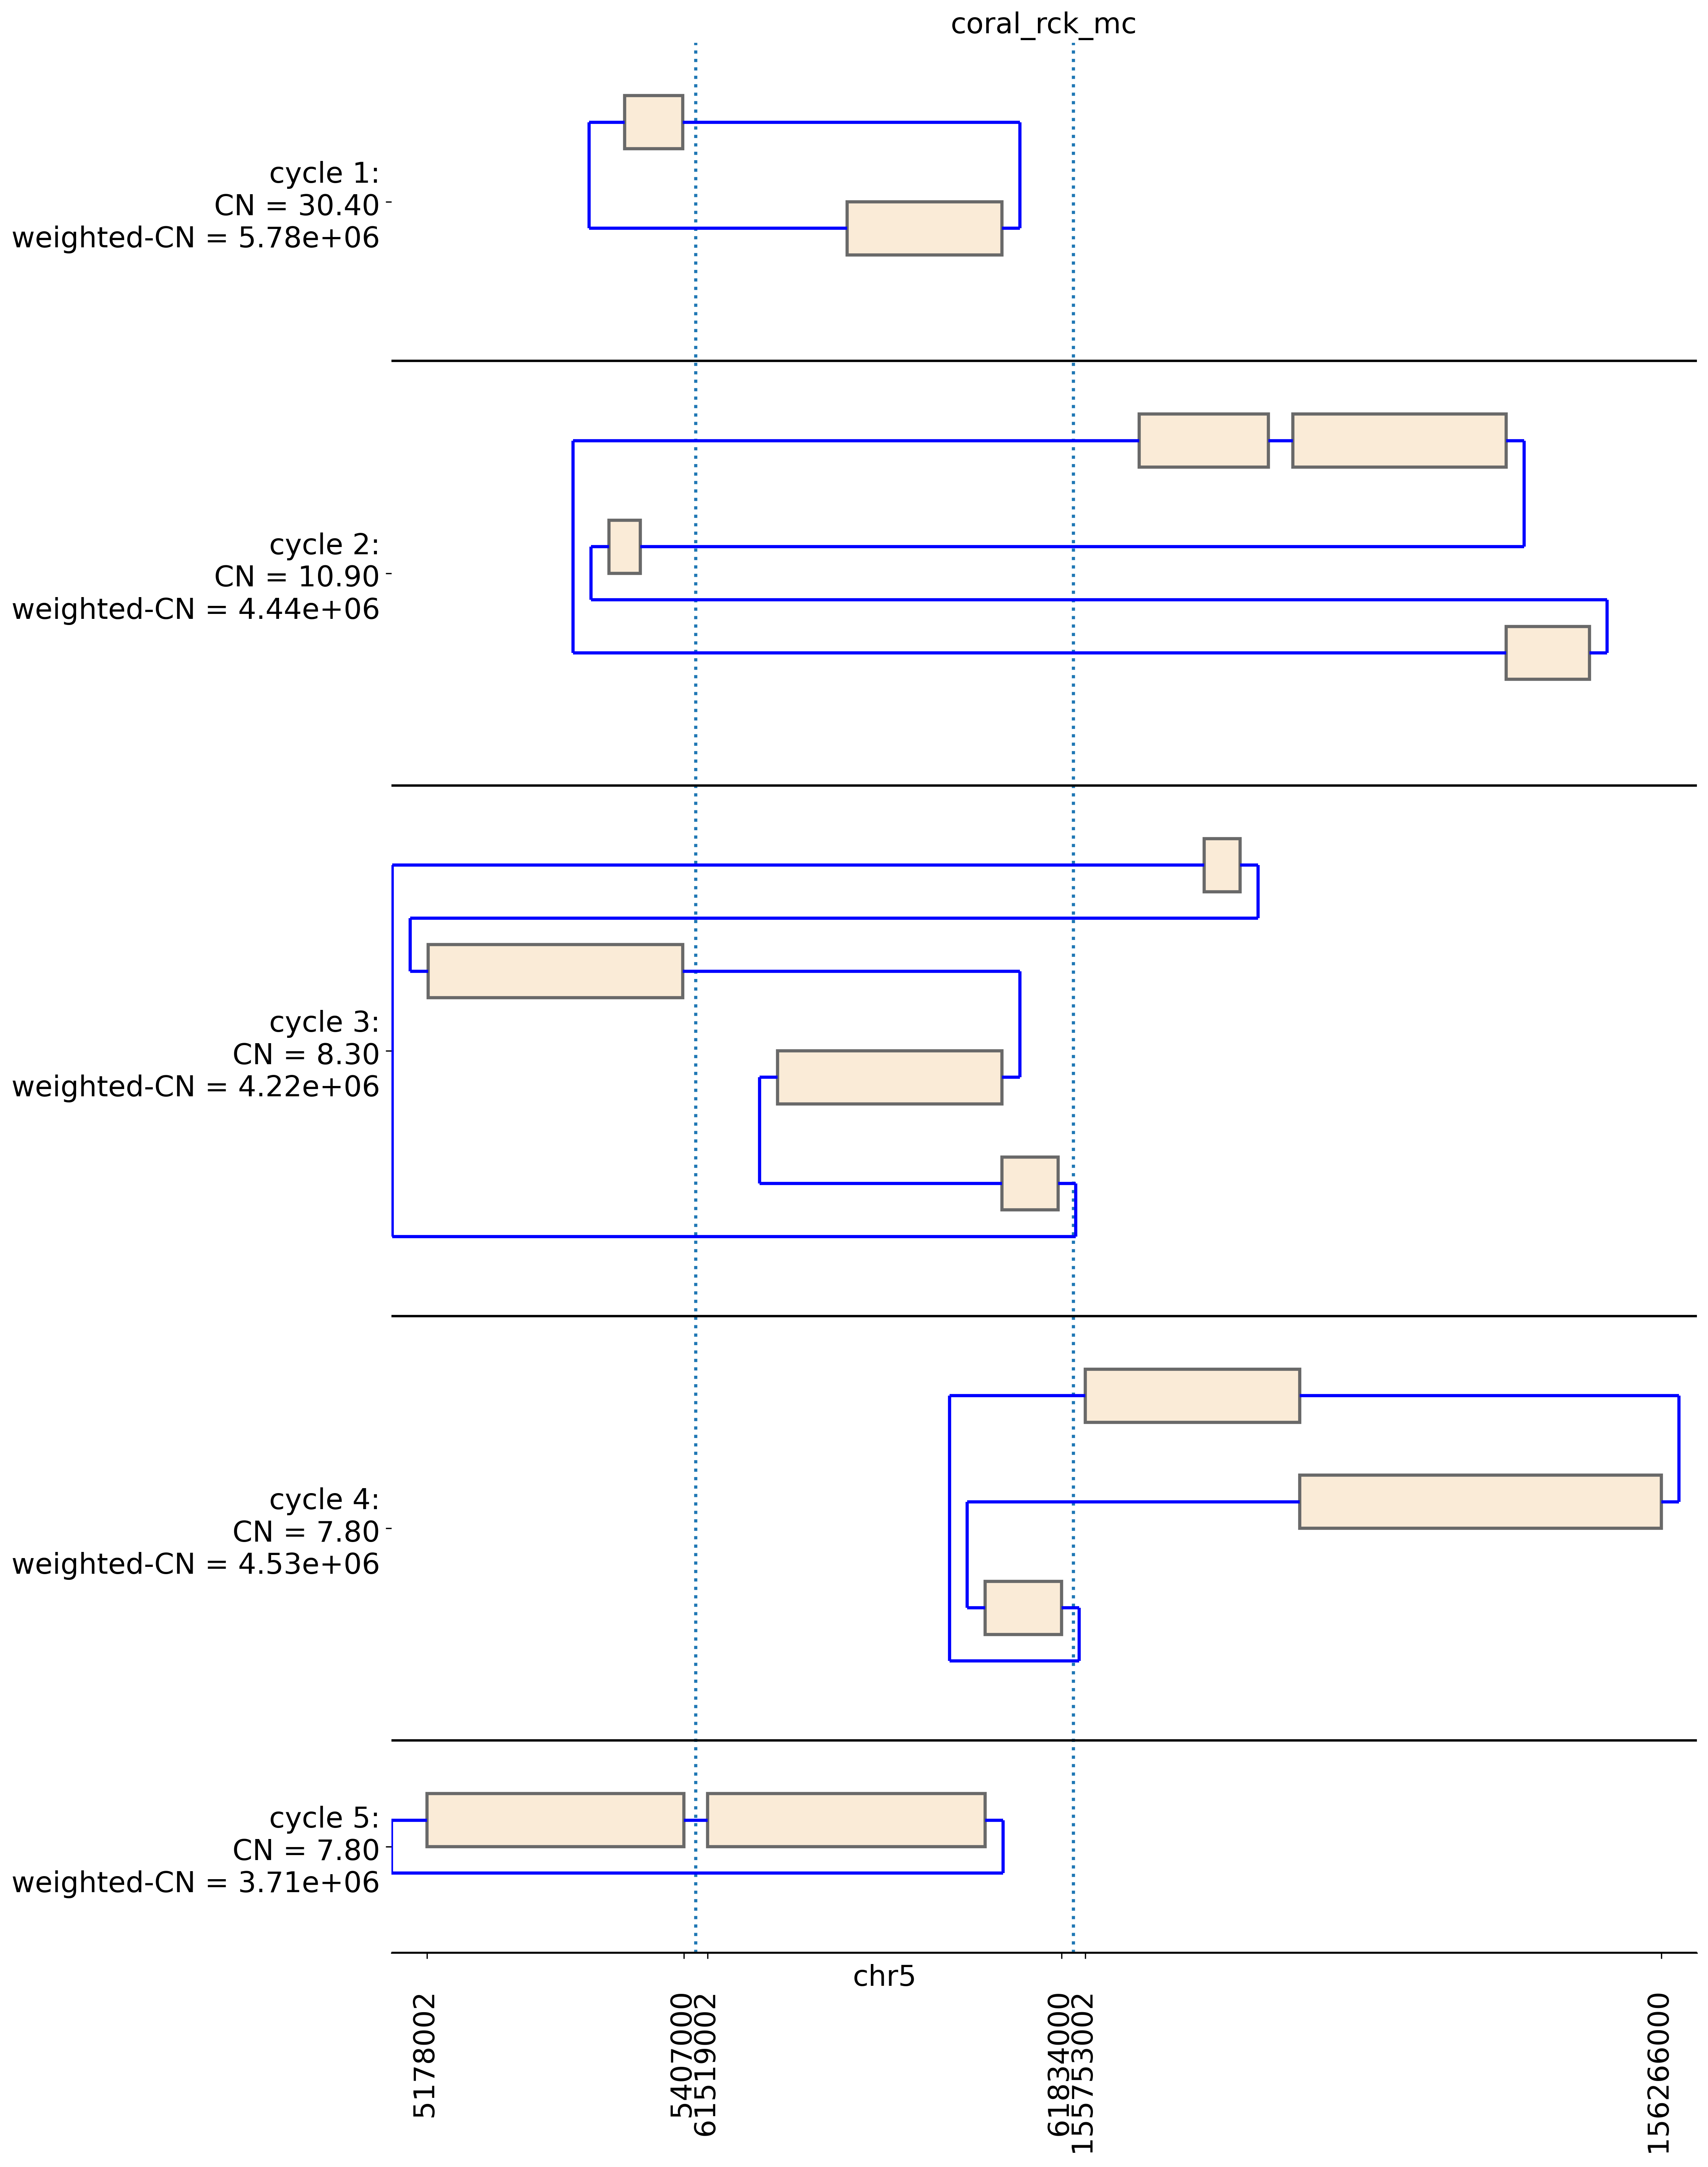 coral_rck_mc
cycle 1:
CN = 30.40
weighted-CN = 5.78e+06
cycle 2:
CN = 10.90
weighted-CN = 4.44e+06
cycle 3:
CN = 8.30
weighted-CN = 4.22e+06
cycle 4:
CN = 7.80
weighted-CN = 4.53e+06
cycle 5:
CN = 7.80
weighted-CN = 3.71e+06
chr5
5178002
5407000
61519002
61834000
155753002
156266000